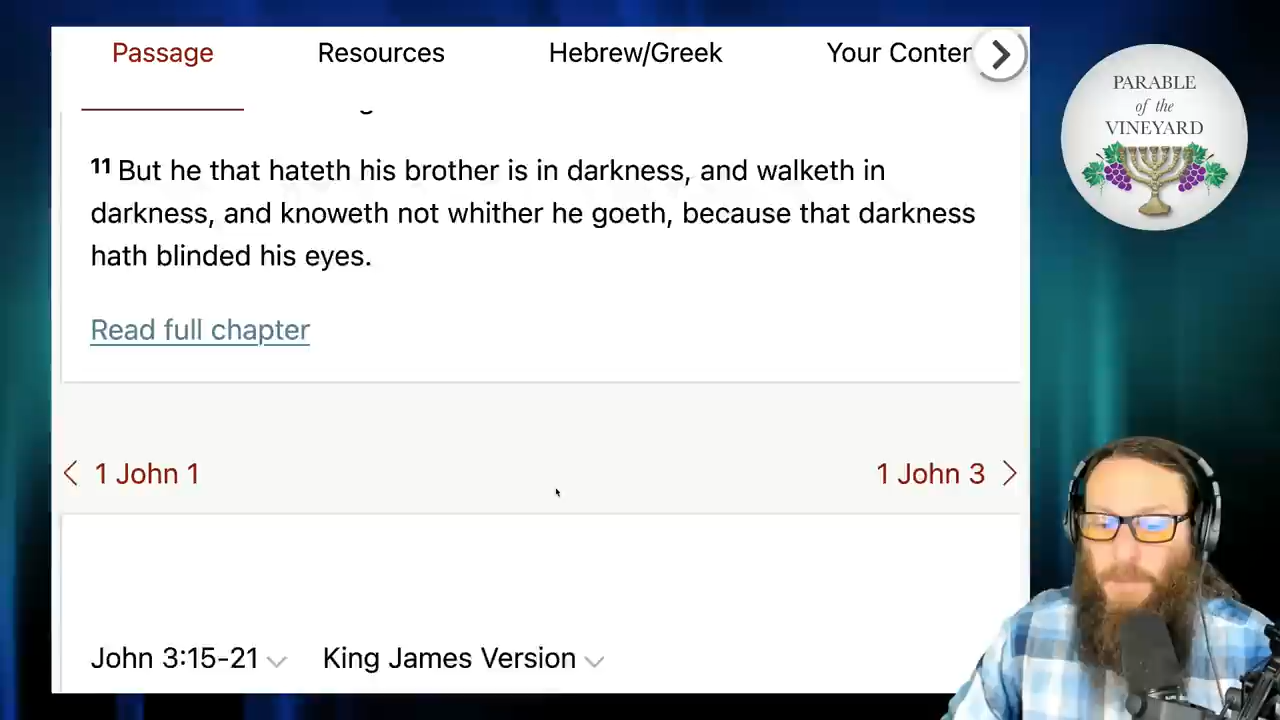 Passage
Resources
Hebrew/Greek
Your Conten
11 But he that hateth his brother is in darkness, and walketh in
darkness, and knoweth not whither he goeth, because that darkness
hath blinded his eyes.
Read full chapter
1 John 1
1 John 3
John 3:15-21
King James Version
PARABLE
of the
VINEYARD